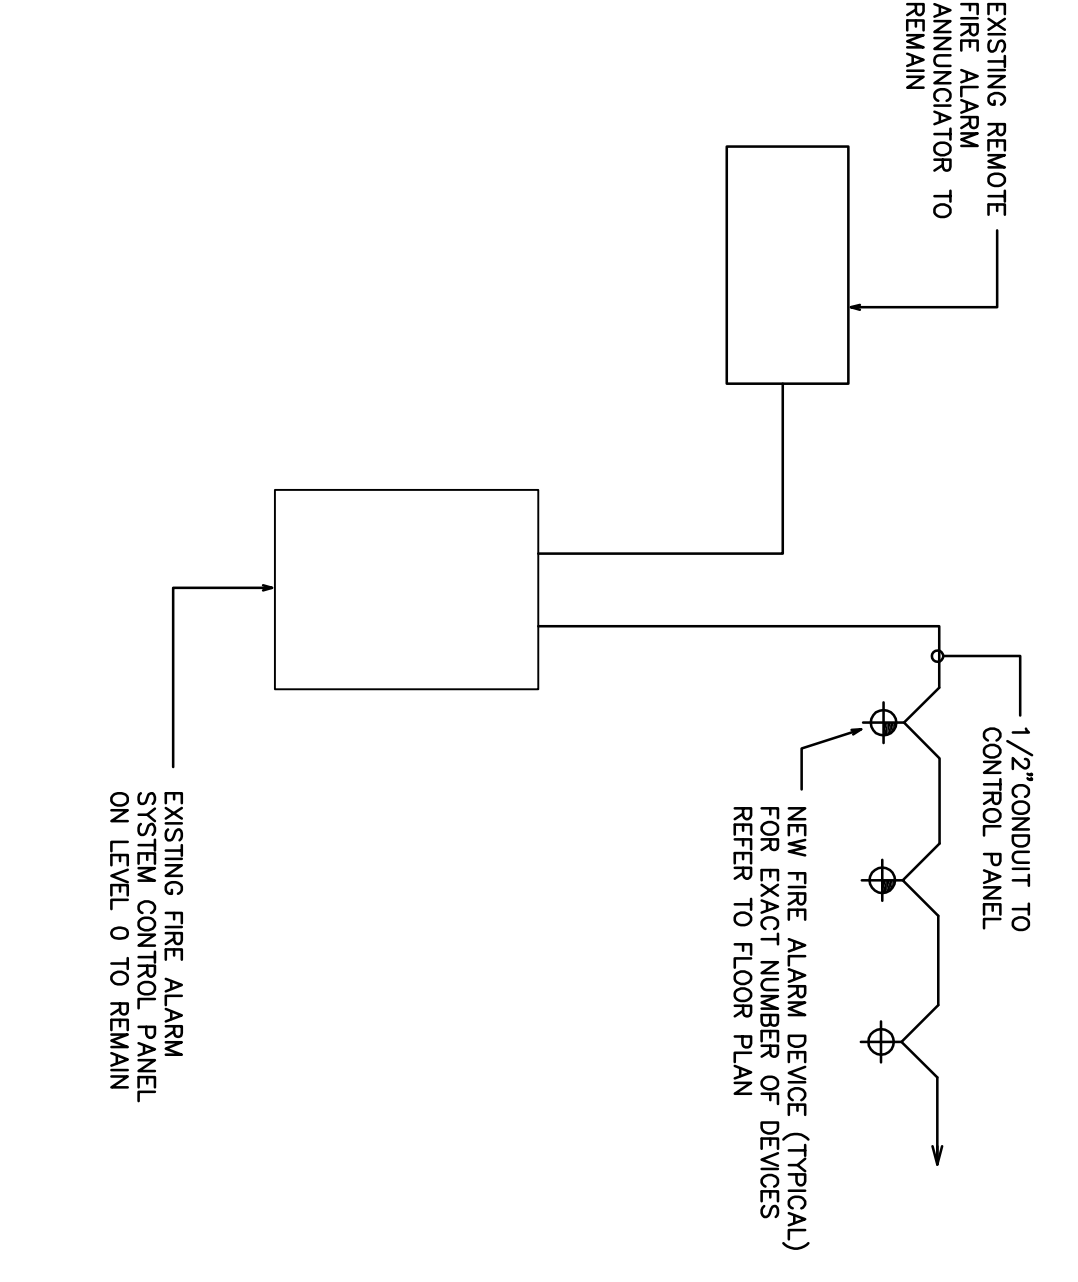 EXISTING REMOTE
FIRE ALARM
ANNUNCIATOR TO
REMAIN
1/2" CONDUIT TO
CONTROL PANEL
NEW FIRE ALARM DEVICE (TYPICAL)
FOR EXACT NUMBER OF DEVICES
REFER TO FLOOR PLAN
EXISTING FIRE ALARM
SYSTEM CONTROL PANEL
ON LEVEL 0 TO REMAIN